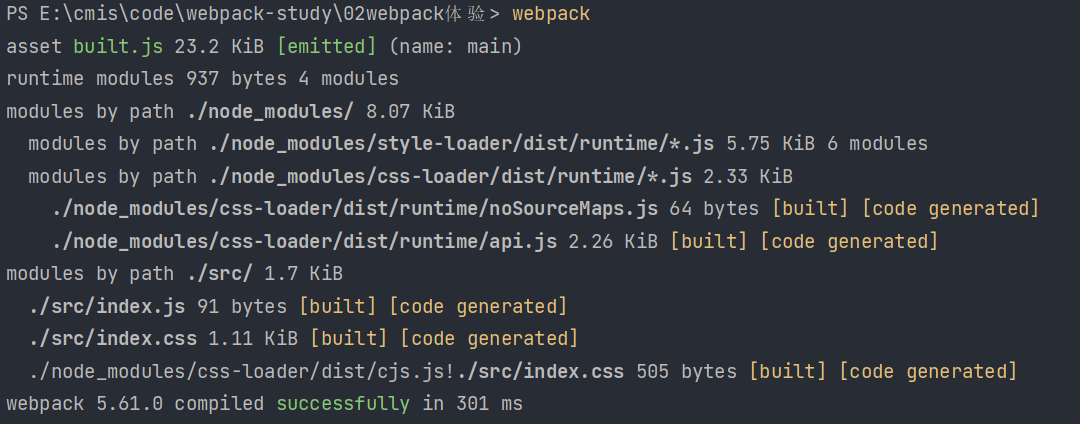 PS E:\cmis\code\webpack-study\02webpack体验> webpack
asset built.js 23.2 KiB [emitted] (name: main)
runtime modules 937 bytes 4 modules
modules by path ./node_modules/ 8.07 KiB
  modules by path ./node_modules/style-loader/dist/runtime/*.js 5.75 KiB 6 modules
  modules by path ./node_modules/css-loader/dist/runtime/*.js 2.33 KiB
    ./node_modules/css-loader/dist/runtime/noSourceMaps.js 64 bytes [built] [code generated]
    ./node_modules/css-loader/dist/runtime/api.js 2.26 KiB [built] [code generated]
modules by path ./src/ 1.7 KiB
  ./src/index.js 91 bytes [built] [code generated]
  ./src/index.css 1.11 KiB [built] [code generated]
  ./node_modules/css-loader/dist/cjs.js!./src/index.css 505 bytes [built] [code generated]
webpack 5.61.0 compiled successfully in 301 ms